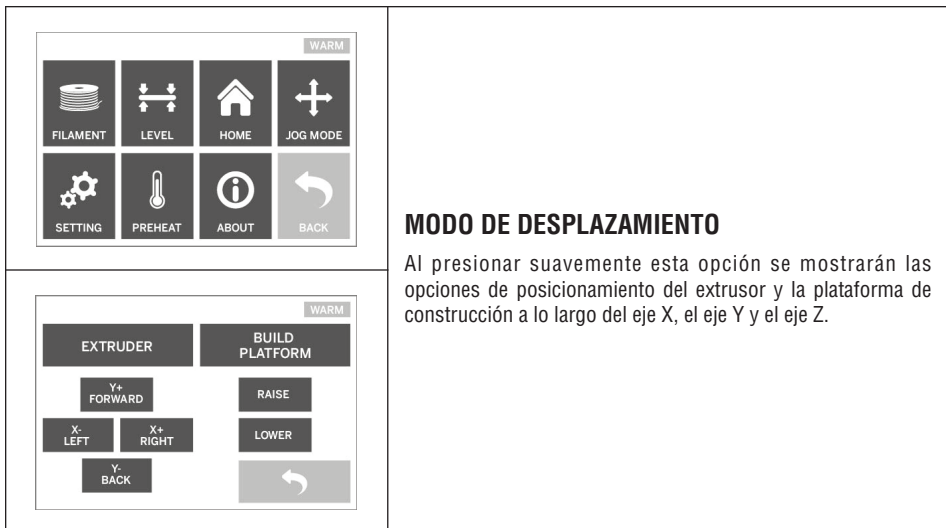 WARM
FILAMENT
LEVEL
HOME
JOG MODE
SETTING
PREHEAT
ABOUT
BACK
MODO DE DESPLAZAMIENTO
Al presionar suavemente esta opción se mostrarán las
opciones de posicionamiento del extrusor y la plataforma de
construcción a lo largo del eje X, el eje Y y el eje Z.
WARM
EXTRUDER
BUILD
PLATFORM
Y+
FORWARD
X-
LEFT
X+
RIGHT
Y-
BACK
RAISE
LOWER